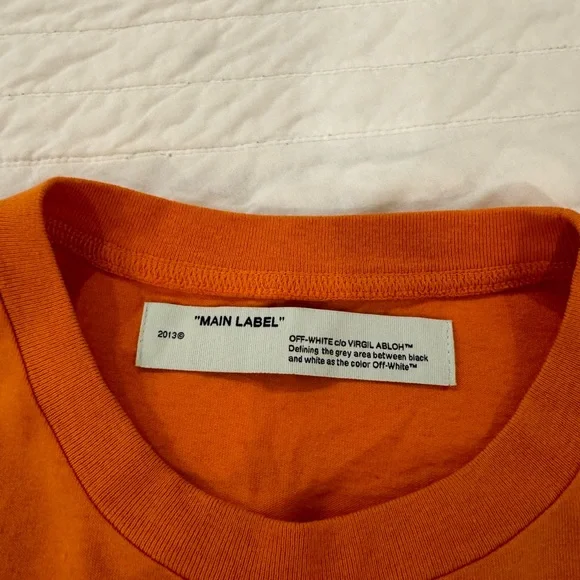 "MAIN LABEL"
2013©
OFF-WHITE c/o VIRGIL ABLOH™
Defining the grey area between black
and white as the color Off-White™